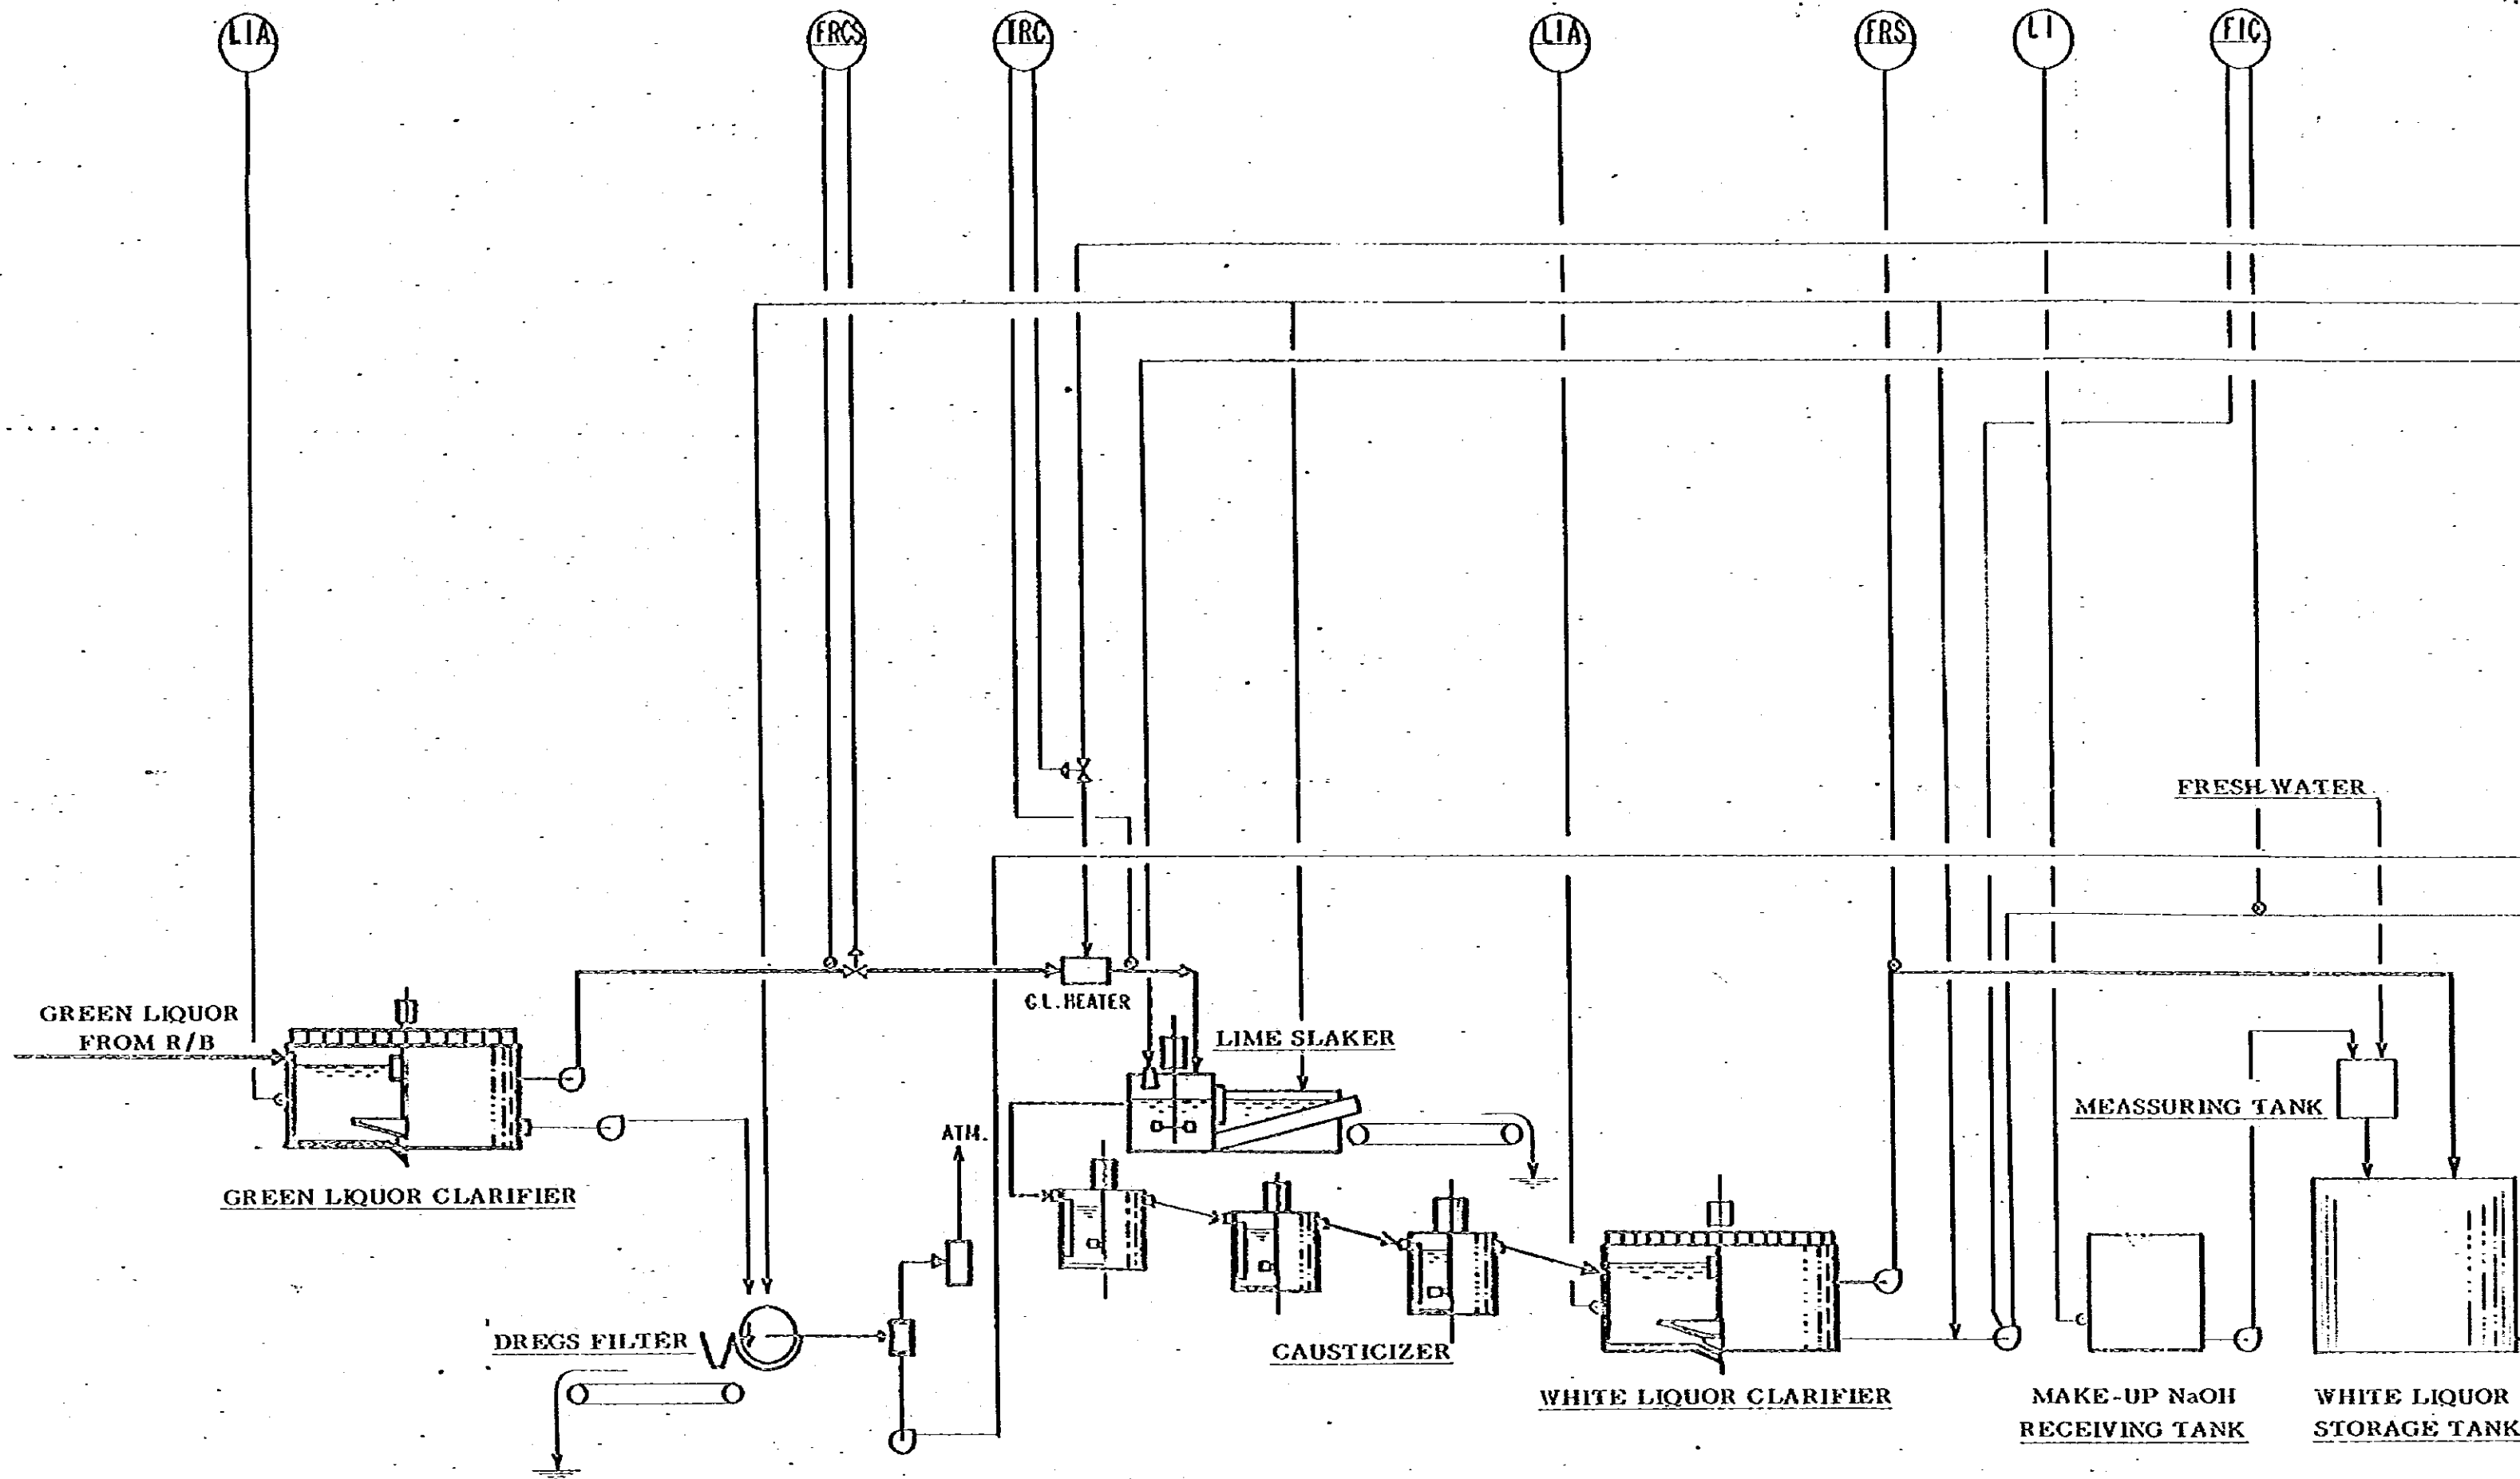 LIA
FRCS
TRC
LIA
FRS
LI
FIC
FRESH WATER
GREEN LIQUOR
FROM R/B
G.L. HEATER
LIME SLAKER
MEASSURING TANK
ATM.
GREEN LIQUOR CLARIFIER
DREGS FILTER
CAUSTICIZER
WHITE LIQUOR CLARIFIER
MAKE-UP NaOH
RECEIVING TANK
WHITE LIQUOR
STORAGE TANK